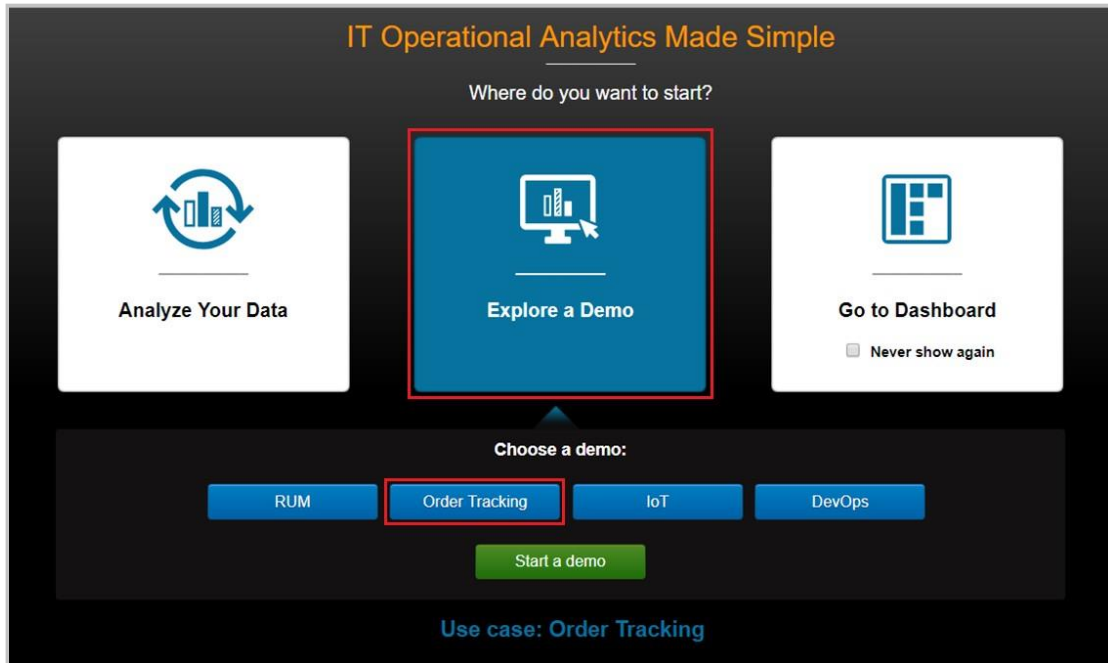 IT Operational Analytics Made Simple
Where do you want to start?
Analyze Your Data
Explore a Demo
Go to Dashboard
Never show again
Choose a demo:
RUM
Order Tracking
IoT
DevOps
Start a demo
Use case: Order Tracking